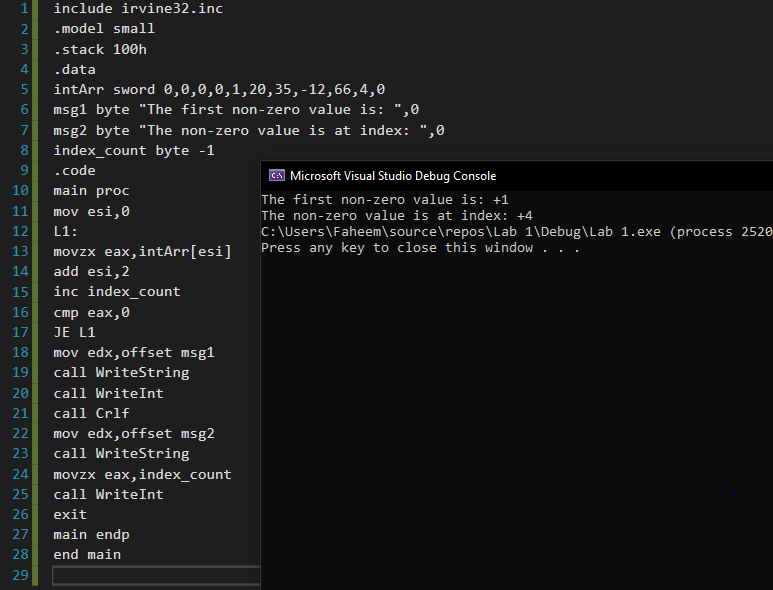 1 include irvine32.inc
2 .model small
3 .stack 100h
4 .data
5 intArr sword 0,0,0,0,1,20,35,-12,66,4,0
6 msg1 byte "The first non-zero value is: ",0
7 msg2 byte "The non-zero value is at index: ",0
8 index_count byte -1
9 .code
10 main proc
11 mov esi,0
12 L1:
13 movzx eax,intArr[esi]
14 add esi,2
15 inc index_count
16 cmp eax,0
17 JE L1
18 mov edx,offset msg1
19 call WriteString
20 call WriteInt
21 call Crlf
22 mov edx,offset msg2
23 call WriteString
24 movzx eax,index_count
25 call WriteInt
26 exit
27 main endp
28 end main
29
C:\ Microsoft Visual Studio Debug Console
The first non-zero value is: +1
The non-zero value is at index: +4
C:\Users\Faheem\source\repos\Lab 1\Debug\Lab 1.exe (process 2520
Press any key to close this window . . .